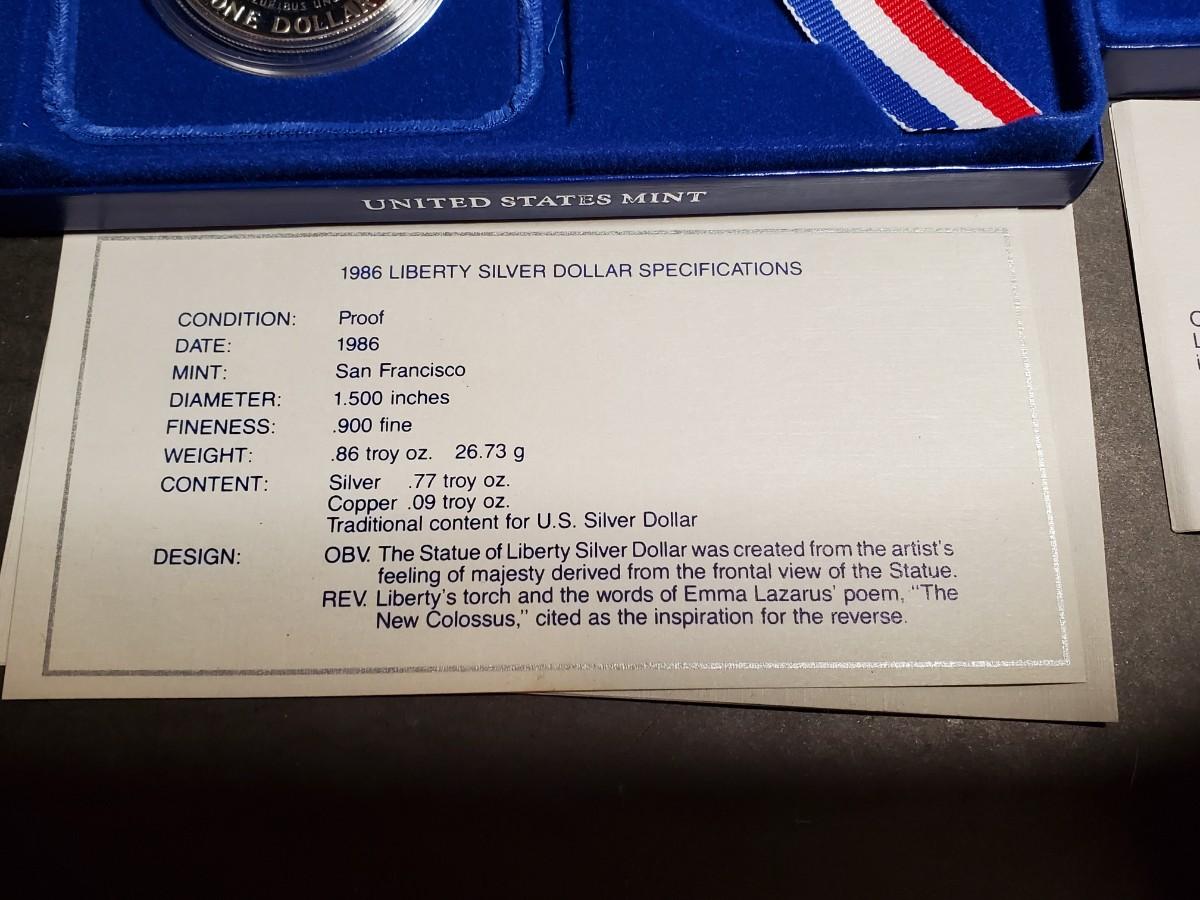 ONE DOLLAR
UNITED STATES MINT
1986 LIBERTY SILVER DOLLAR SPECIFICATIONS
CONDITION: Proof
DATE: 1986
MINT: San Francisco
DIAMETER: 1.500 inches
FINENESS: .900 fine
WEIGHT: .86 troy oz. 26.73 g
CONTENT: Silver .77 troy oz.
Copper .09 troy oz.
Traditional content for U.S. Silver Dollar
DESIGN: OBV. The Statue of Liberty Silver Dollar was created from the artist's
feeling of majesty derived from the frontal view of the Statue.
REV. Liberty's torch and the words of Emma Lazarus' poem, "The
New Colossus," cited as the inspiration for the reverse.